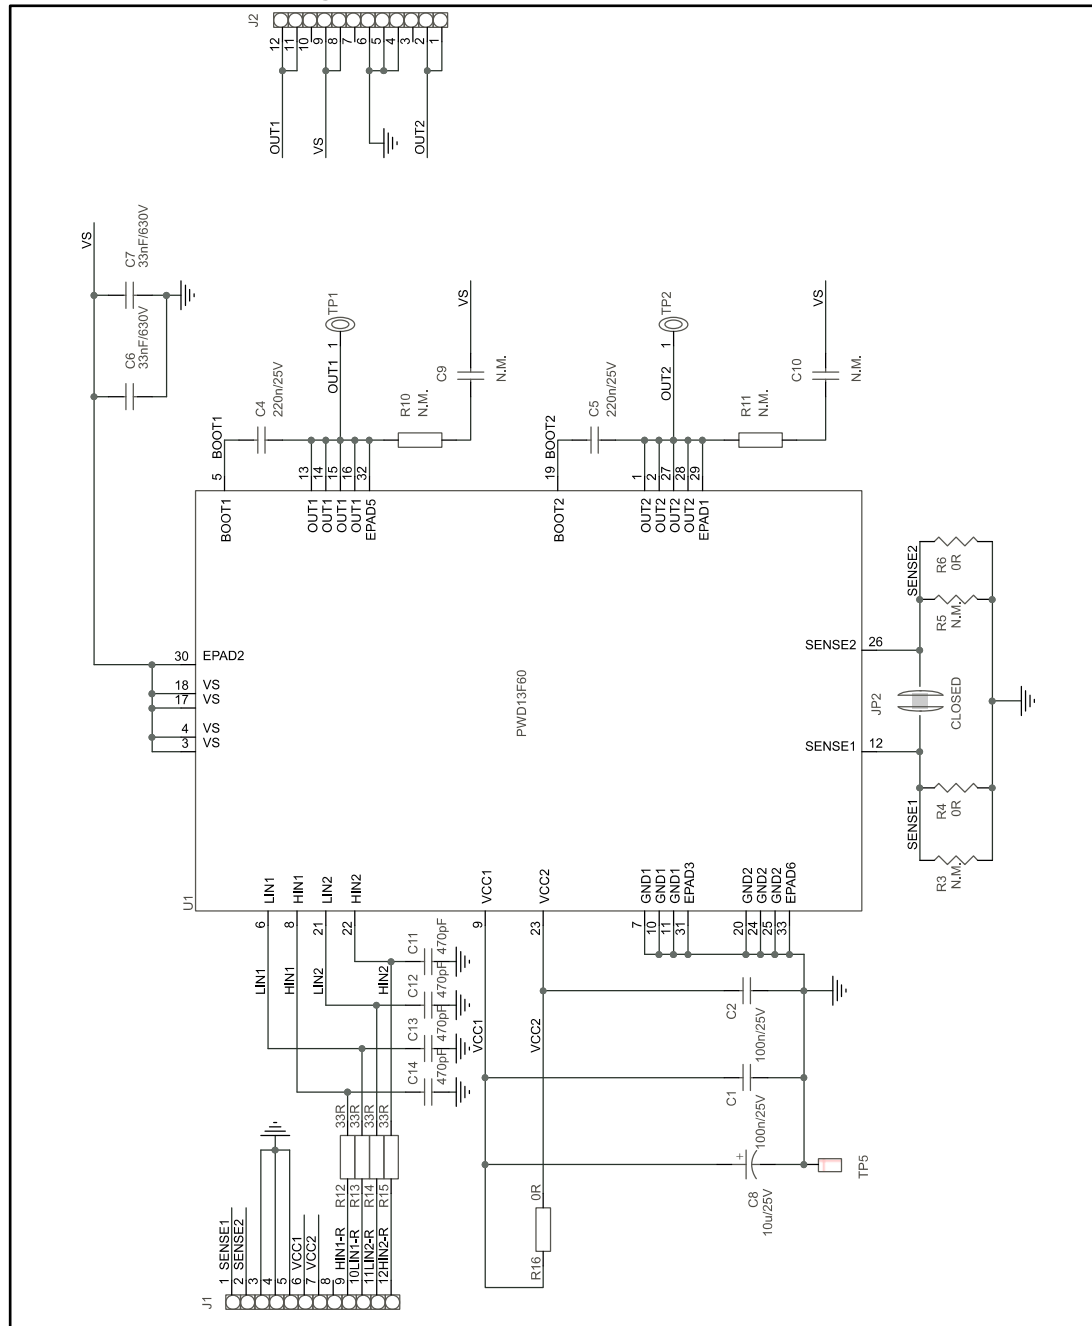 J2
12
11
10
9
8
7
6
5
4
3
2
1
OUT1
VS
OUT2
VS
C7
33nF/630V
C6
33nF/630V
TP1
1
OUT1
C4
220n/25V
R10
N.M.
C9
N.M.
VS
TP2
1
OUT2
C5
220n/25V
R11
N.M.
C10
N.M.
VS
5
BOOT1
BOOT1
13
14
15
16
32
OUT1
OUT1
OUT1
OUT1
EPAD5
19
BOOT2
BOOT2
1
2
27
28
29
OUT2
OUT2
OUT2
OUT2
EPAD1
30
EPAD2
18
VS
17
VS
4
VS
3
VS
PWD13F60
U1
SENSE2
26
SENSE1
12
JP2
CLOSED
SENSE2
R6
0R
R5
N.M.
SENSE1
R4
0R
R3
N.M.
LIN1
HIN1
LIN2
HIN2
6
8
21
22
LIN1
HIN1
LIN2
HIN2
C11
470pF
C12
470pF
C13
470pF
C14
470pF
VCC1
VCC2
9
23
VCC1
VCC2
GND1
GND1
GND1
EPAD3
7
10
11
31
GND2
GND2
GND2
EPAD6
20
24
25
33
C2
100n/25V
C1
100n/25V
C8
10u/25V
+
TP5
R16
0R
33R
33R
33R
33R
R12
R13
R14
R15
J1
1
SENSE1
2
SENSE2
3
4
5
6
VCC1
7
VCC2
8
9
HIN1-R
10
LIN1-R
11
LIN2-R
12
HIN2-R